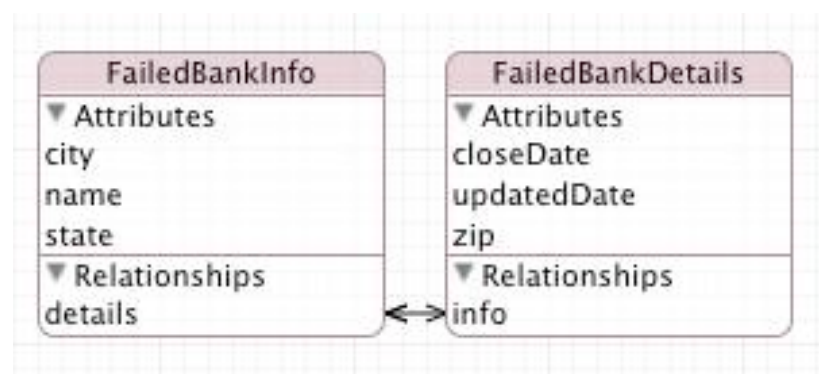 FailedBankInfo
Attributes
city
name
state
Relationships
details
FailedBankDetails
Attributes
closeDate
updatedDate
zip
Relationships
info